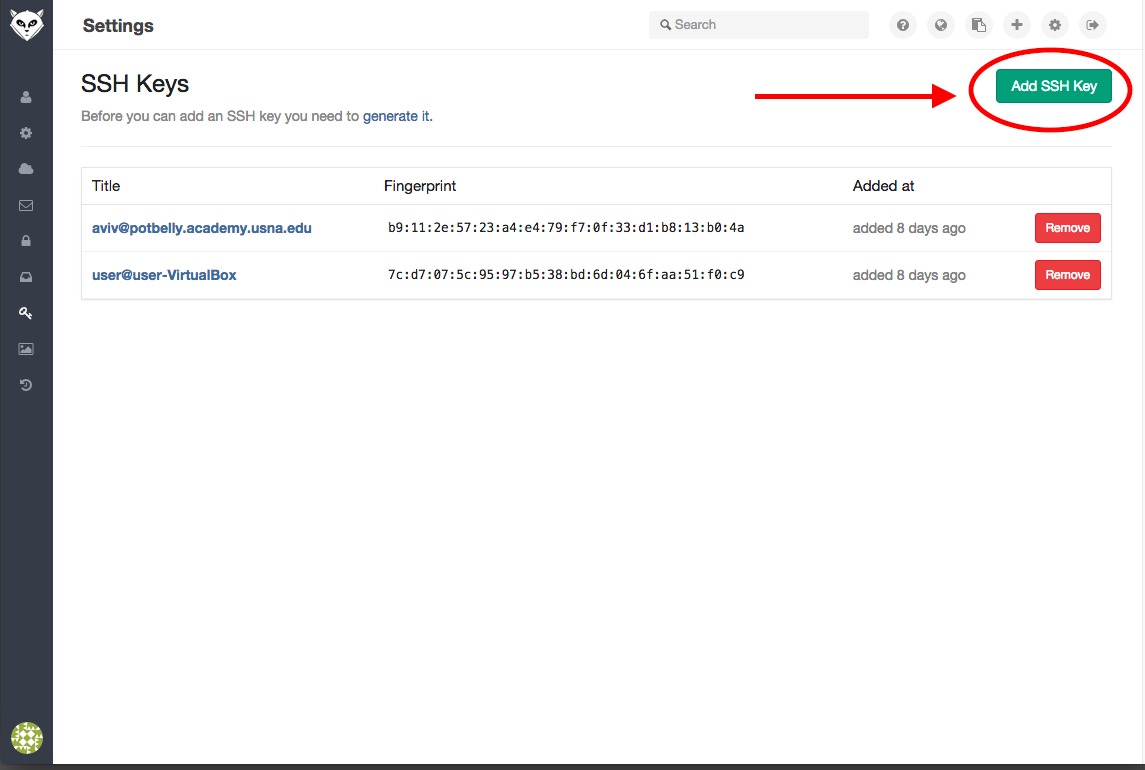 Settings
Search
SSH Keys
Add SSH Key
Before you can add an SSH key you need to generate it.
Title Fingerprint Added at
aviv@potbelly.academy.usna.edu b9:11:2e:57:23:a4:e4:79:f7:0f:33:d1:b8:13:b0:4a added 8 days ago Remove
user@user-VirtualBox 7c:d7:07:5c:95:97:b5:38:bd:6d:04:6f:aa:51:f0:c9 added 8 days ago Remove